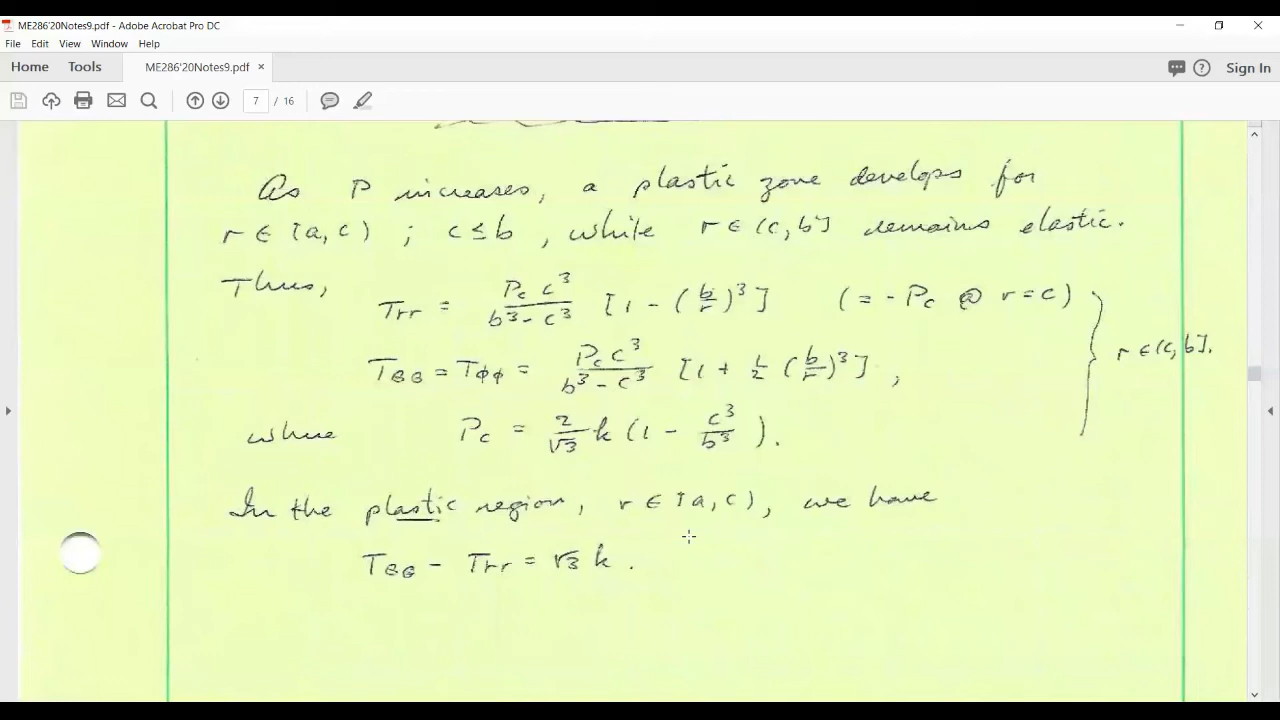 ME286'20Notes9.pdf - Adobe Acrobat Pro DC
File Edit View Window Help
Home Tools ME286'20Notes9.pdf × Sign In
7 / 16
As P increases, a plastic zone develops for
r ∈ [a, c) ; c ≤ b , while r ∈ (c, b] remains elastic.
Thus,
Trr = Pc c³ / (b³ - c³) [1 - (b/r)³] (= - Pc @ r = c)
Tθθ = Tφφ = Pc c³ / (b³ - c³) [1 + 1/2 (b/r)³] ,
r ∈ (c, b].
where Pc = 2/√3 k (1 - c³/b³ ).
In the plastic region, r ∈ [a, c), we have
Tθθ - Trr = √3 k .